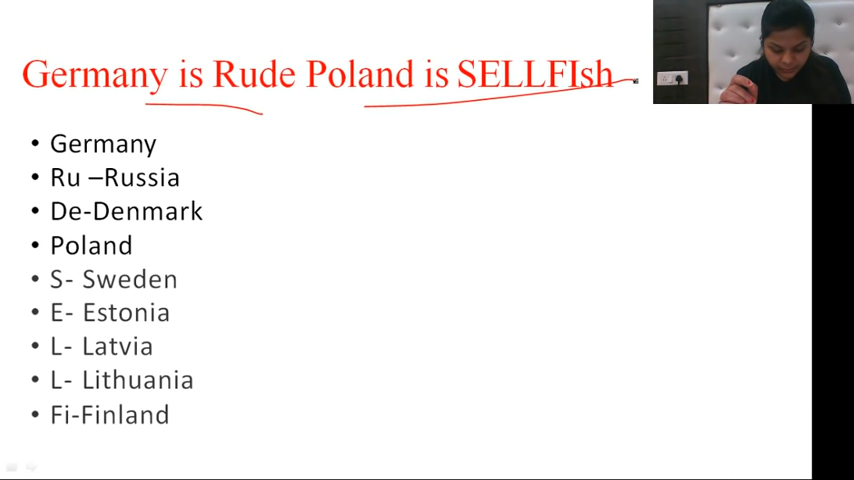 Germany is Rude Poland is SELLFIsh
• Germany
• Ru –Russia
• De-Denmark
• Poland
• S- Sweden
• E- Estonia
• L- Latvia
• L- Lithuania
• Fi-Finland